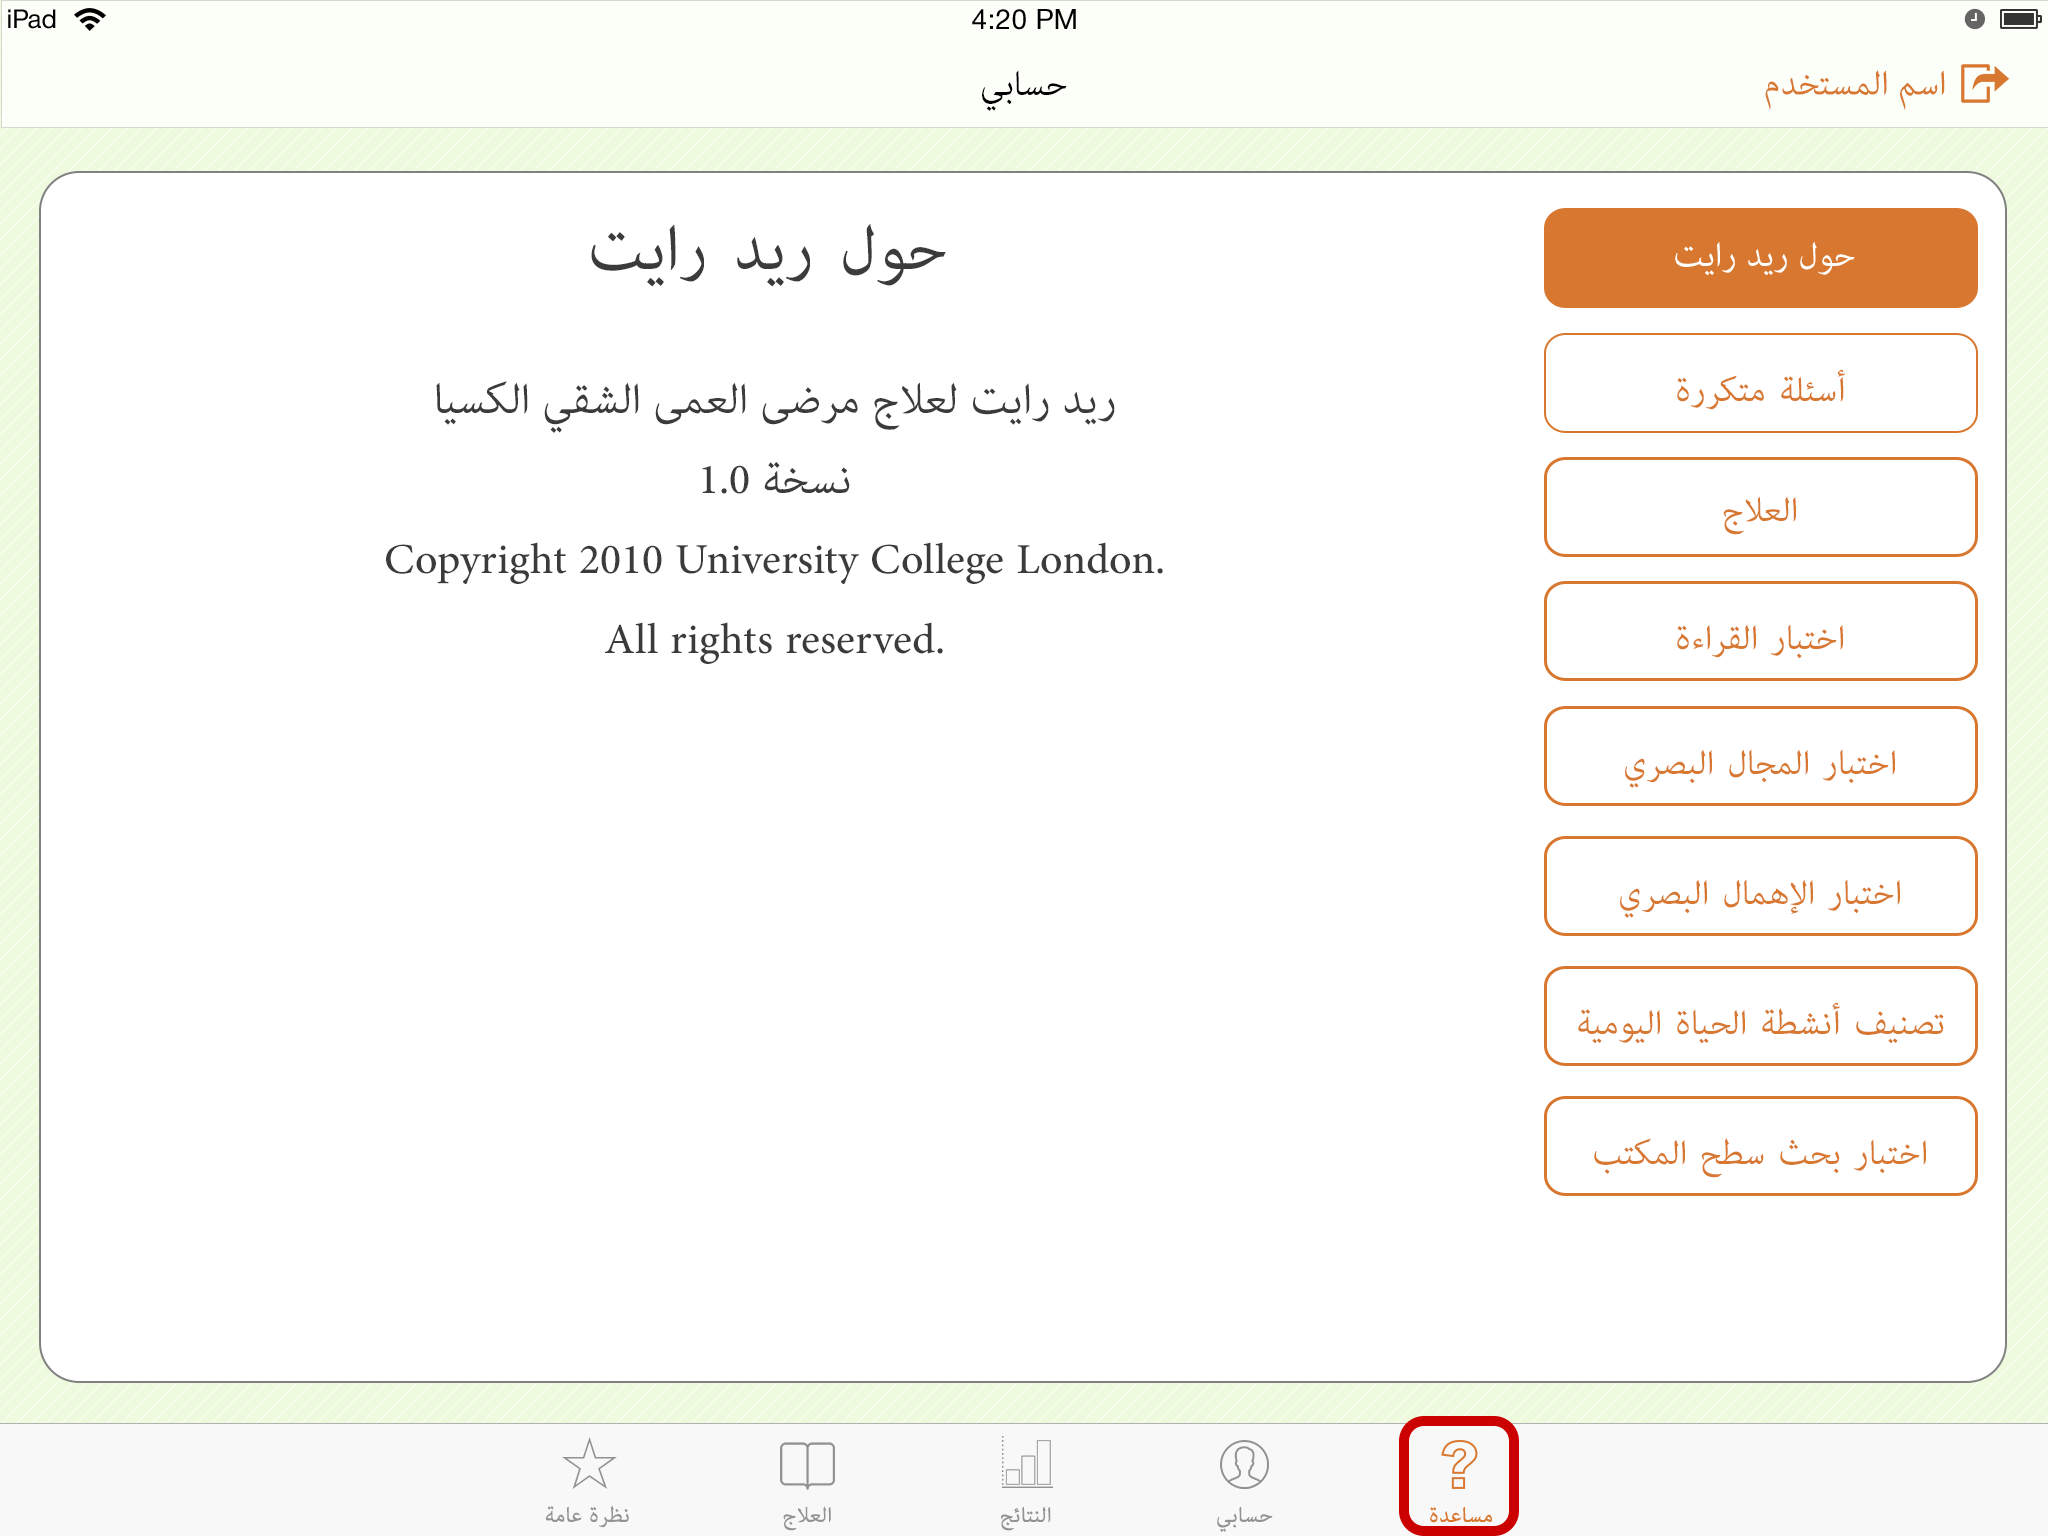 iPad
4:20 PM
اسم المستخدم
حسابي
حول ريد رايت
أسئلة متكررة
العلاج
اختبار القراءة
اختبار المجال البصري
اختبار الإهمال البصري
تصنيف أنشطة الحياة اليومية
اختبار بحث سطح المكتب
حول ريد رايت
ريد رايت لعلاج مرضى العمى الشقي الكسيا
نسخة 1.0
Copyright 2010 University College London.
All rights reserved.
مساعدة
حسابي
النتائج
العلاج
نظرة عامة